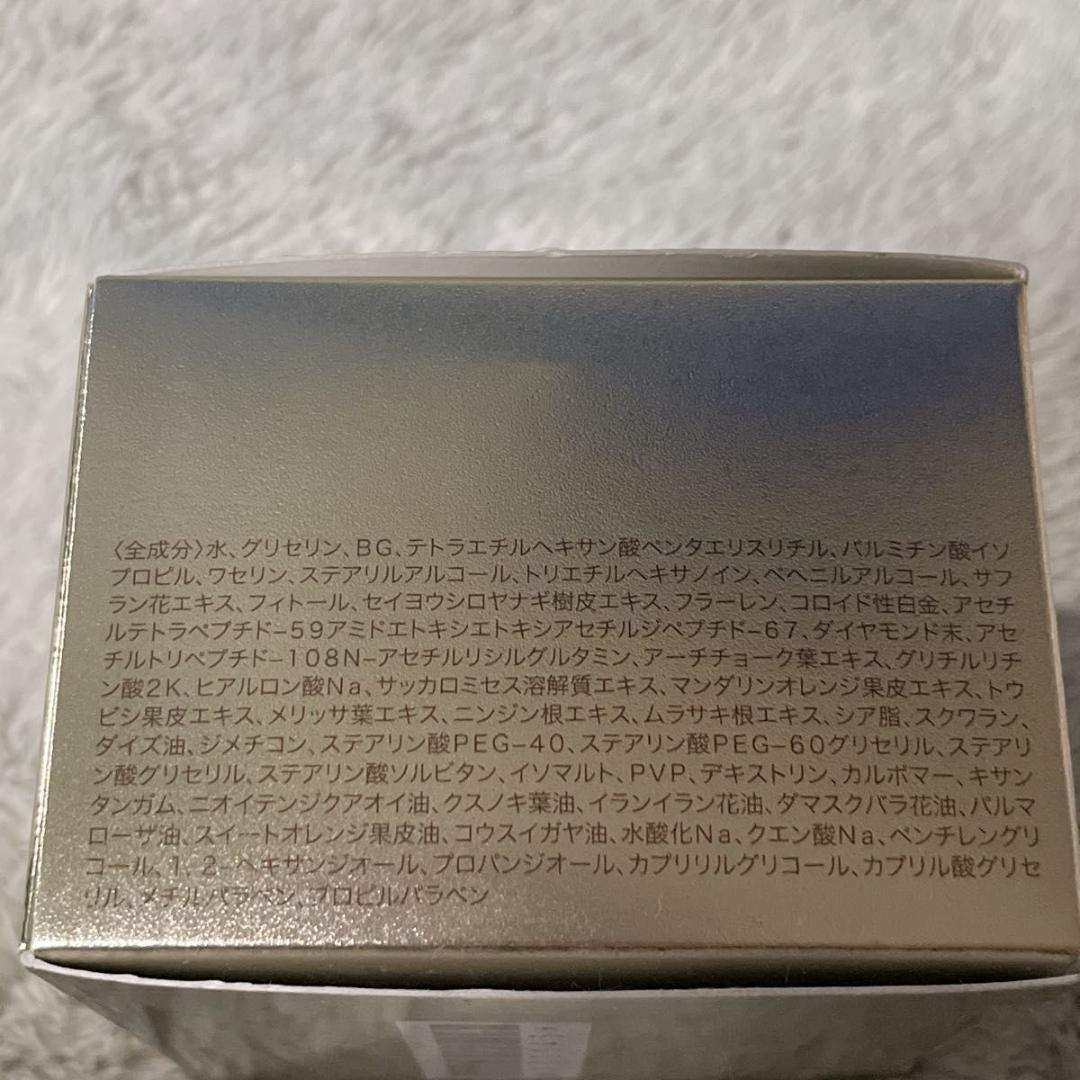 〈全成分〉水、グリセリン、BG、テトラエチルヘキサン酸ペンタエリスリチル、パルミチン酸イソ
プロピル、ワセリン、ステアリルアルコール、トリエチルヘキサノイン、ベヘニルアルコール、サフ
ラン花エキス、フィトール、セイヨウシロヤナギ樹皮エキス、フラーレン、コロイド性白金、アセチ
ルテトラペプチド-59アミドエトキシエトキシアセチルジペプチド-67、ダイヤモンド末、アセ
チルトリペプチド-108N-アセチルリシルグルタミン、アーチチョーク葉エキス、グリチルリチ
ン酸2K、ヒアルロン酸Na、サッカロミセス溶解質エキス、マンダリンオレンジ果皮エキス、トウ
ビシ果皮エキス、メリッサ葉エキス、ニンジン根エキス、ムラサキ根エキス、シア脂、スクワラン、
ダイズ油、ジメチコン、ステアリン酸PEG-40、ステアリン酸PEG-60グリセリル、ステアリ
ン酸グリセリル、ステアリン酸ソルビタン、イソマルト、PVP、デキストリン、カルボマー、キサン
タンガム、ニオイテンジクアオイ油、クスノキ葉油、イランイラン花油、ダマスクバラ花油、パルマ
ローザ油、スイートオレンジ果皮油、コウスイガヤ油、水酸化Na、クエン酸Na、ペンチレングリ
コール、1，2-ヘキサンジオール、プロパンジオール、カプリリルグリコール、カプリル酸グリセ
リル、メチルパラベン、プロピルパラベン